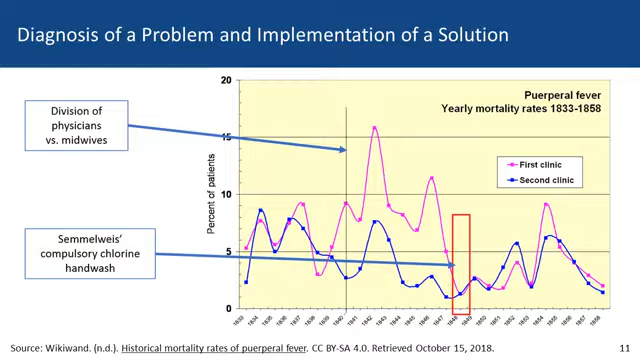 Diagnosis of a Problem and Implementation of a Solution
Division of
physicians
vs. midwives
Semmelweis'
compulsory chlorine
handwash
Puerperal fever
Yearly mortality rates 1833-1858
First clinic
Second clinic
Percent of patients
20
15
10
5
0
1833 1834 1835 1836 1837 1838 1839 1840 1841 1842 1843 1844 1845 1846 1847 1848 1849 1850 1851 1852 1853 1854 1855 1856 1857 1858
Source: Wikiwand. (n.d.). Historical mortality rates of puerperal fever. CC BY-SA 4.0. Retrieved October 15, 2018.
11